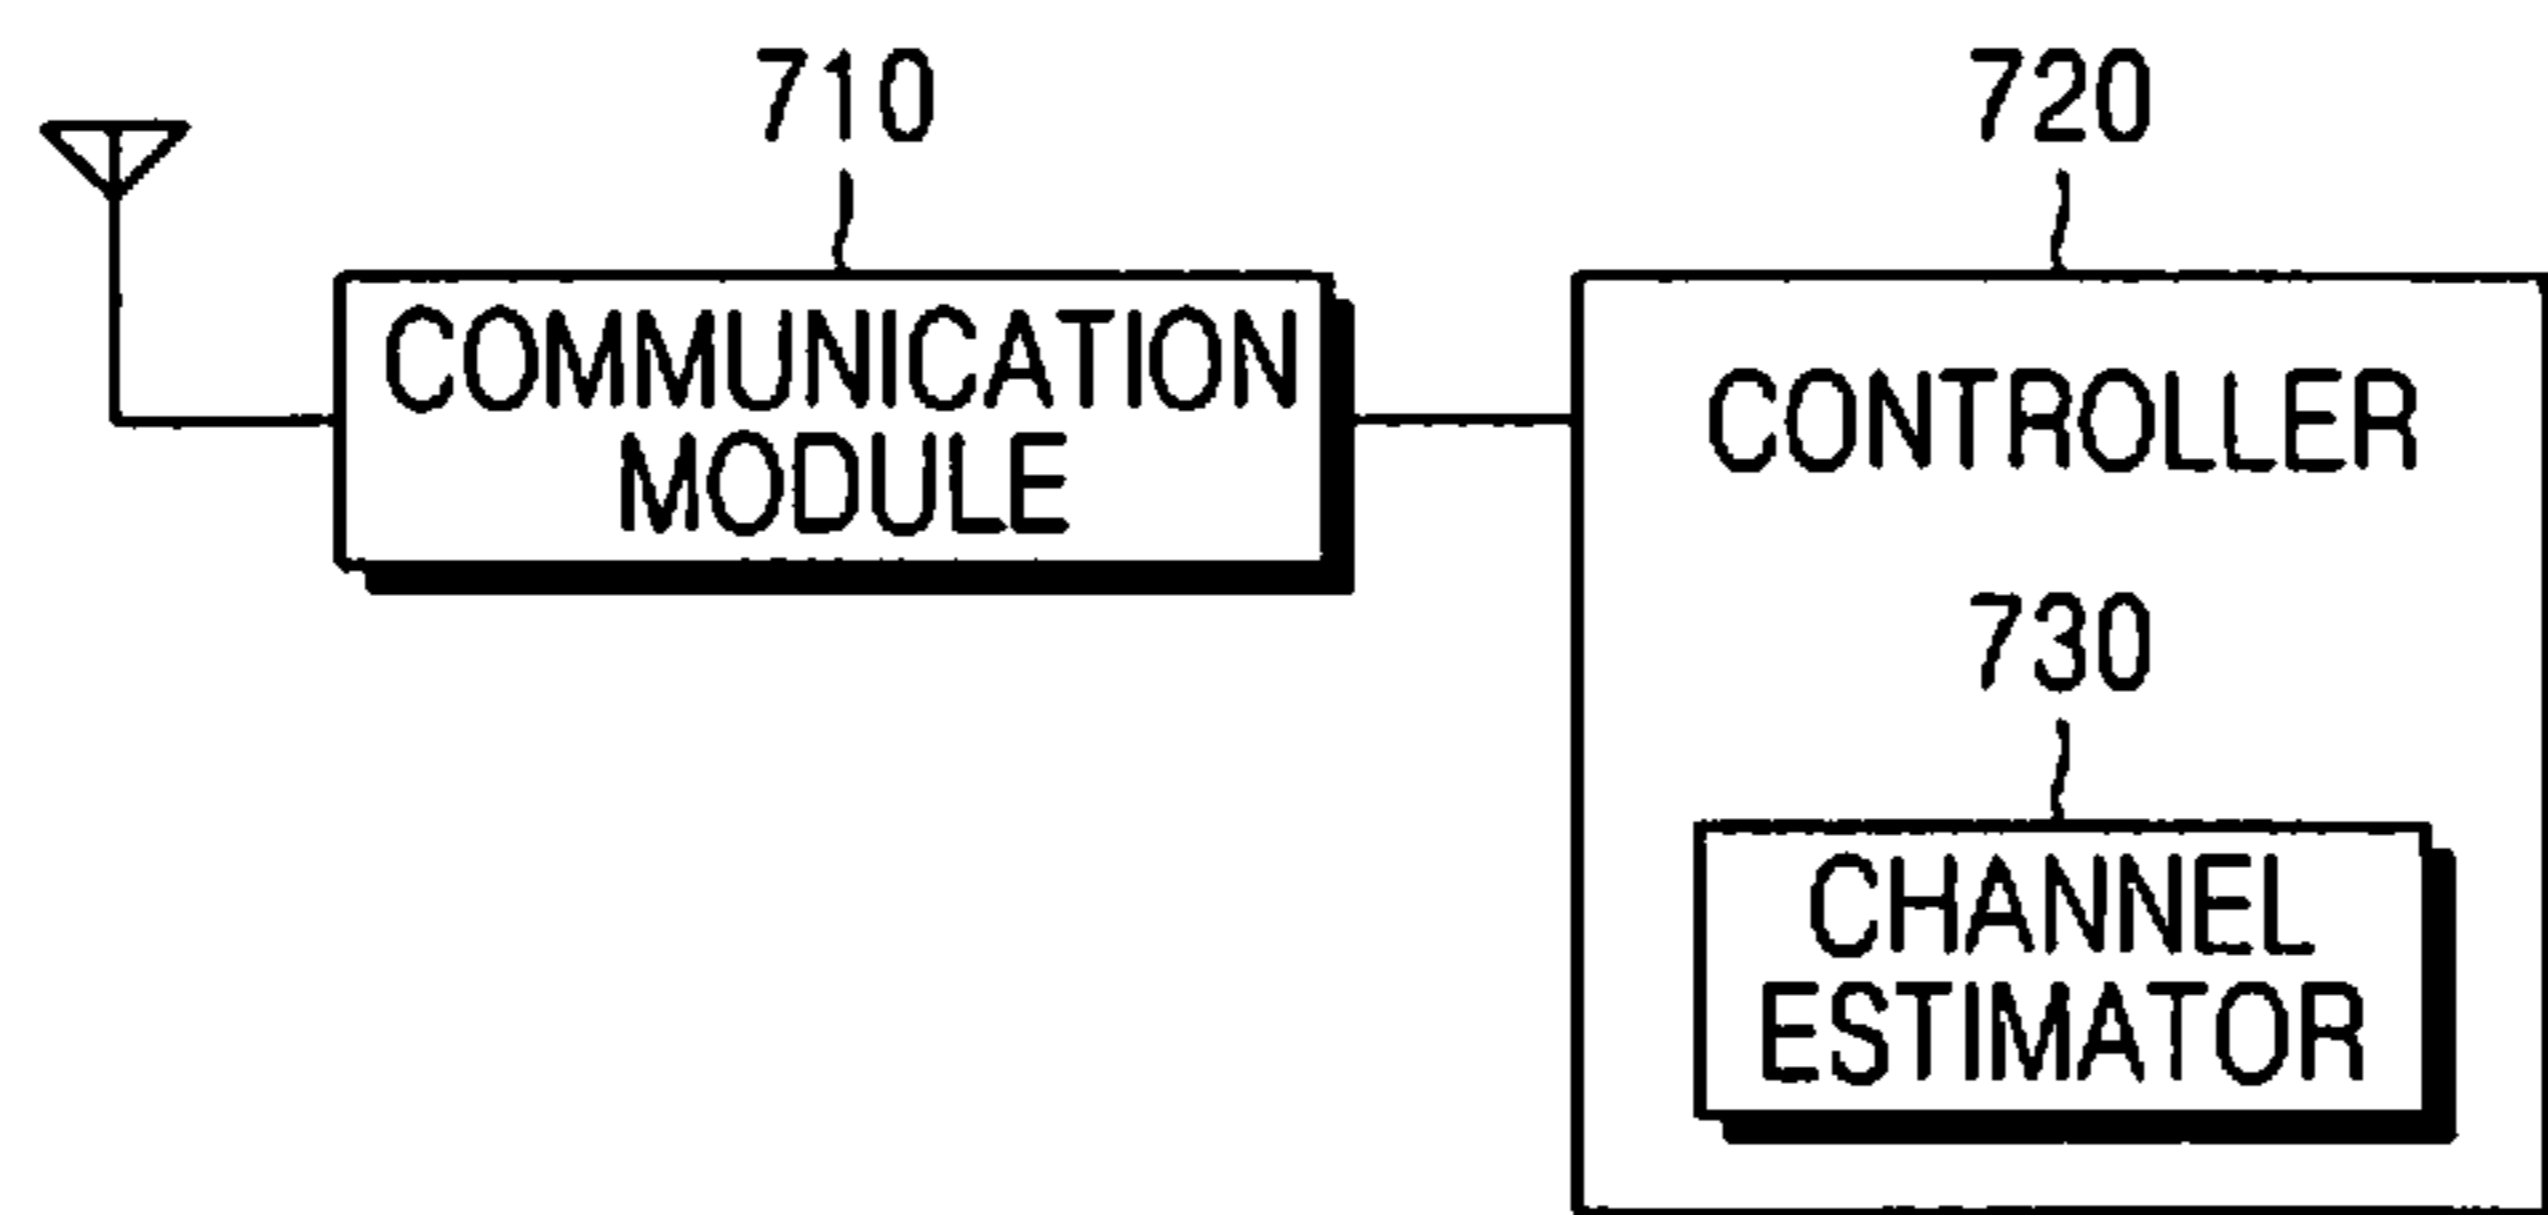 710
720
COMMUNICATION
MODULE
CONTROLLER
730
CHANNEL
ESTIMATOR